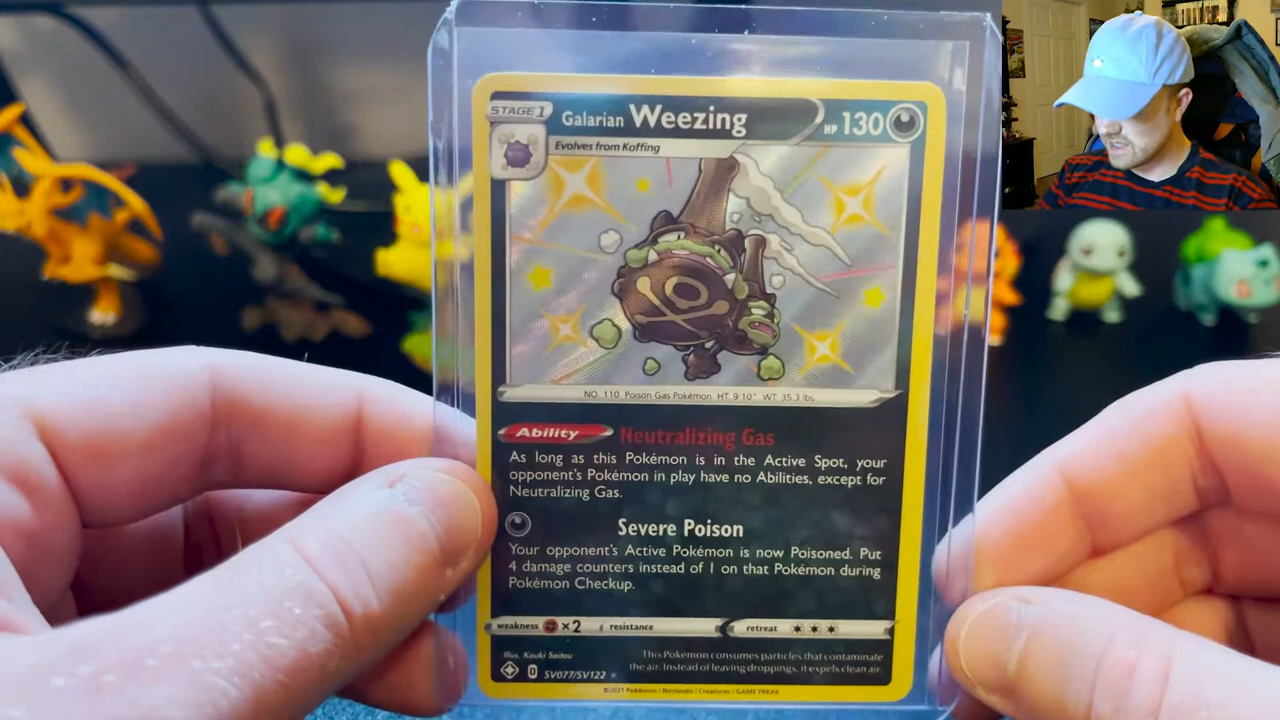 STAGE 1
Galarian Weezing
HP 130
Evolves from Koffing
NO. 110 Poison Gas Pokémon HT. 9'10" WT. 35.3 lbs
Ability Neutralizing Gas
As long as this Pokémon is in the Active Spot, your
opponent's Pokémon in play have no Abilities, except for
Neutralizing Gas.
Severe Poison
Your opponent's Active Pokémon is now Poisoned. Put
4 damage counters instead of 1 on that Pokémon during
Pokémon Checkup.
weakness ×2 resistance retreat
Illus. Kouki Saitou
This Pokémon consumes particles that contaminate
the air. Instead of leaving droppings, it expels clean air.
D SV077/SV122
©2021 Pokémon / Nintendo / Creatures / GAME FREAK